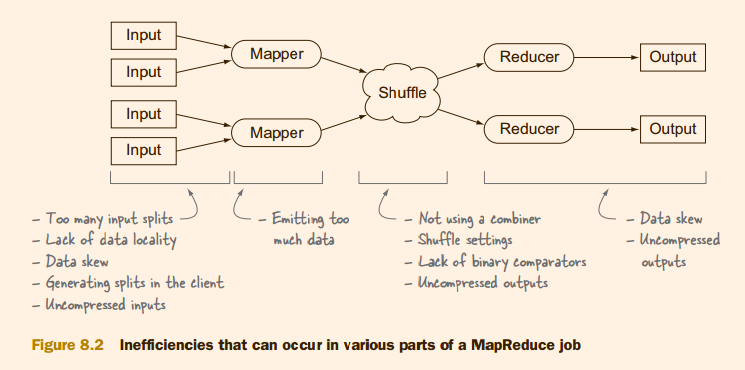 Input
Input
Input
Input
Mapper
Mapper
Shuffle
Reducer
Reducer
Output
Output
– Too many input splits
– Lack of data locality
– Data skew
– Generating splits in the client
– Uncompressed inputs
– Emitting too
much data
– Not using a combiner
– Shuffle settings
– Lack of binary comparators
– Uncompressed outputs
– Data skew
– Uncompressed
outputs
Figure 8.2 Inefficiencies that can occur in various parts of a MapReduce job